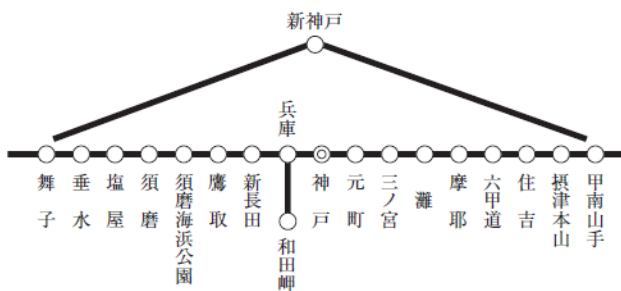 新神戸
兵庫
舞子
垂水
塩屋
須磨
須磨海浜公園
鷹取
新長田
和田岬
神戸
元町
三ノ宮
灘
摩耶
六甲道
住吉
摂津本山
甲南山手